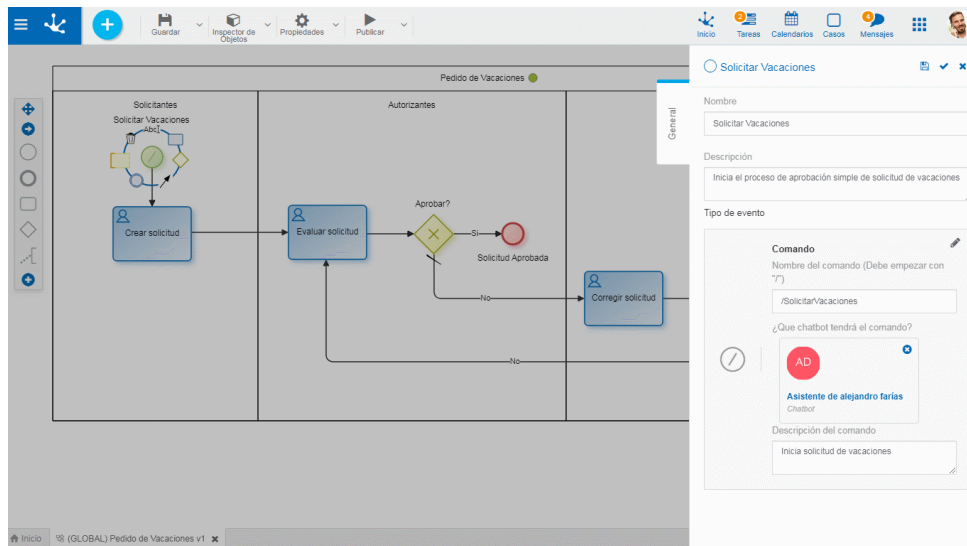 Guardar
Inspector de
Objetos
Propiedades
Publicar
Inicio
2
Tareas
Calendarios
Casos
4
Mensajes
Pedido de Vacaciones
Solicitantes
Autorizantes
Solicitar Vacaciones
Abc
Crear solicitud
Evaluar solicitud
Aprobar?
Si
Solicitud Aprobada
No
Corregir solicitud
No
General
Solicitar Vacaciones
Nombre
Solicitar Vacaciones
Descripción
Inicia el proceso de aprobación simple de solicitud de vacaciones
Tipo de evento
Comando
Nombre del comando (Debe empezar con
"/")
/SolicitarVacaciones
¿Que chatbot tendrá el comando?
AD
Asistente de alejandro farías
Chatbot
Descripción del comando
Inicia solicitud de vacaciones
Inicio
(GLOBAL) Pedido de Vacaciones v1